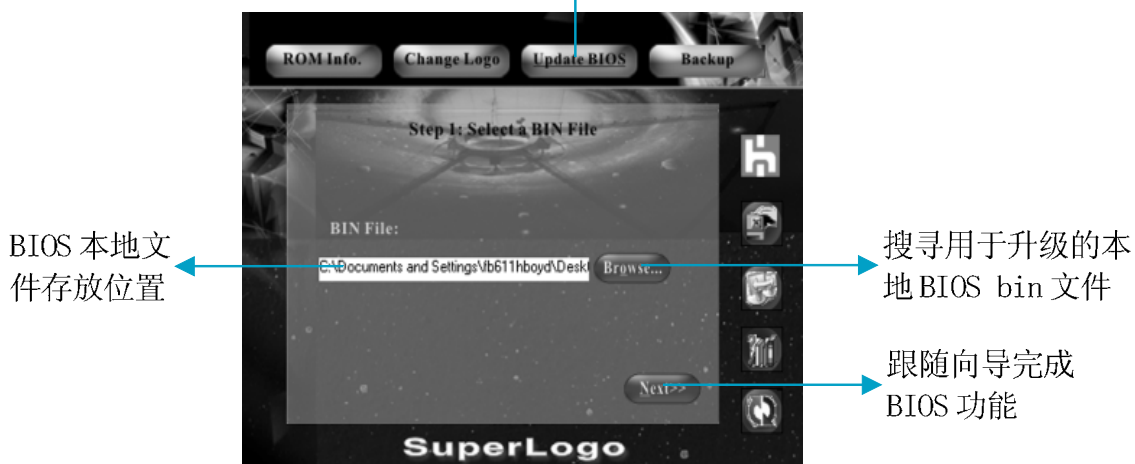 ROM Info. Change Logo Update BIOS Backup
Step 1: Select a BIN File
BIN File:
C:\Documents and Settings\fb611hboyd\Desk
Browse...
Next>>
SuperLogo
BIOS 本地文
件存放位置
搜寻用于升级的本
地 BIOS bin 文件
跟随向导完成
BIOS 功能